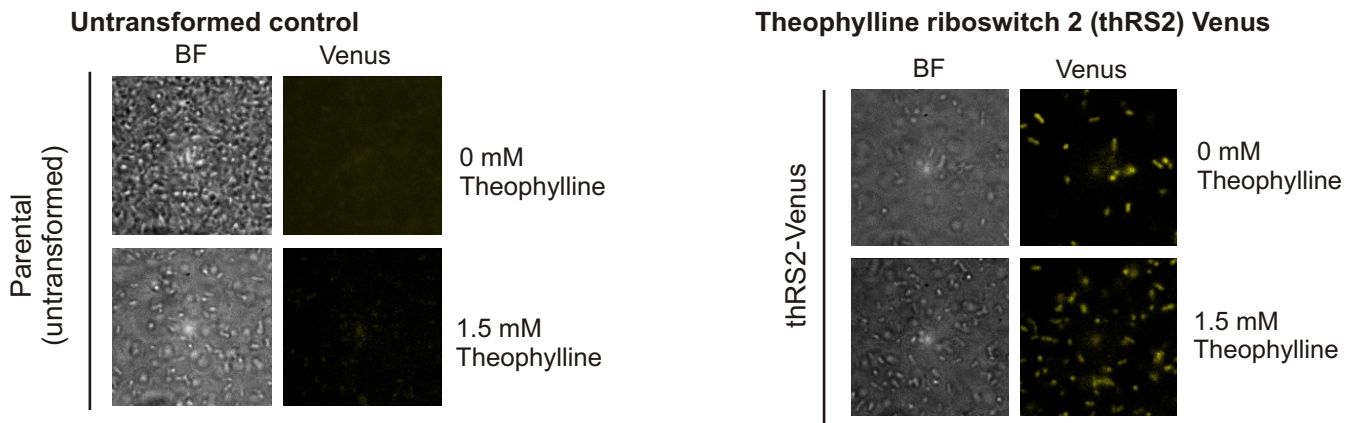 Untransformed control
BF
Venus
Parental
(untransformed)
0 mM
Theophylline
1.5 mM
Theophylline
Theophylline riboswitch 2 (thRS2) Venus
BF
Venus
thRS2-Venus
0 mM
Theophylline
1.5 mM
Theophylline